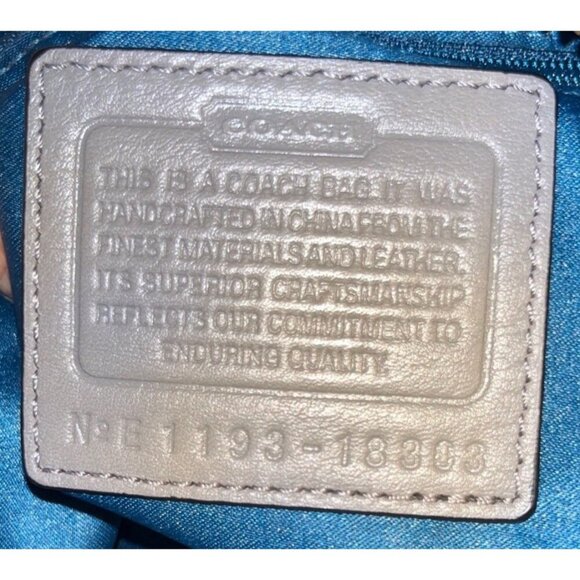 COACH
THIS IS A COACH BAG IT WAS
HANDCRAFTED IN CHINA FROM THE
FINEST MATERIALS AND LEATHER.
ITS SUPERIOR CRAFTSMANSHIP
REFLECTS OUR COMMITMENT TO
ENDURING QUALITY.
No E 1193-18303